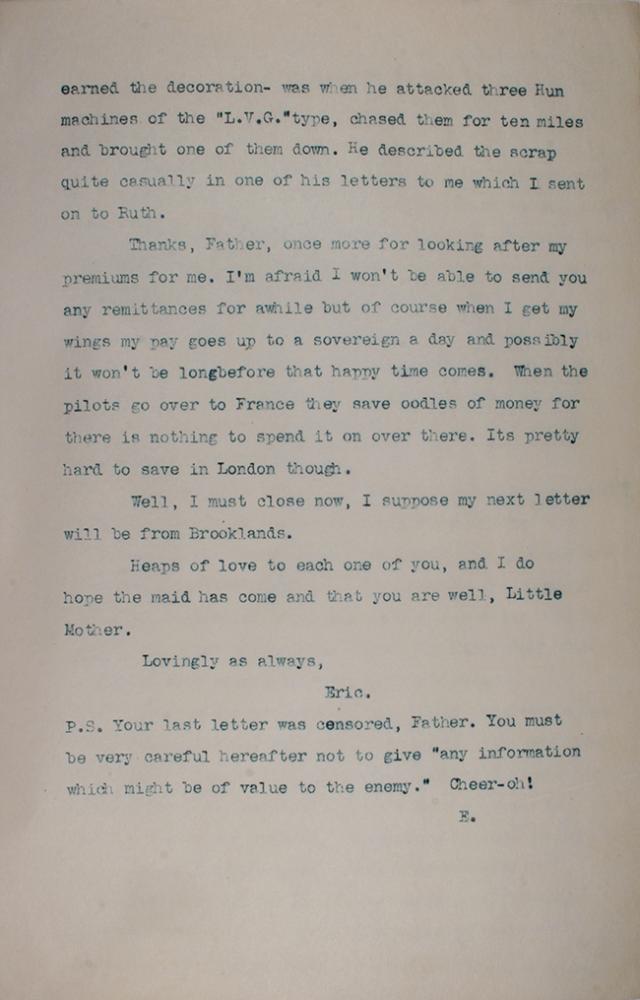 earned the decoration- was when he attacked three Hun
machines of the "L.V.G."type, chased them for ten miles
and brought one of them down. He described the scrap
quite casually in one of his letters to me which I sent
on to Ruth.
Thanks, Father, once more for looking after my
premiums for me. I'm afraid I won't be able to send you
any remittances for awhile but of course when I get my
wings my pay goes up to a sovereign a day and possibly
it won't be longbefore that happy time comes. When the
pilots go over to France they save oodles of money for
there is nothing to spend it on over there. Its pretty
hard to save in London though.
Well, I must close now, I suppose my next letter
will be from Brooklands.
Heaps of love to each one of you, and I do
hope the maid has come and that you are well, Little
Mother.
Lovingly as always,
Eric.
P.S. Your last letter was censored, Father. You must
be very careful hereafter not to give "any information
which might be of value to the enemy." Cheer-oh!
E.